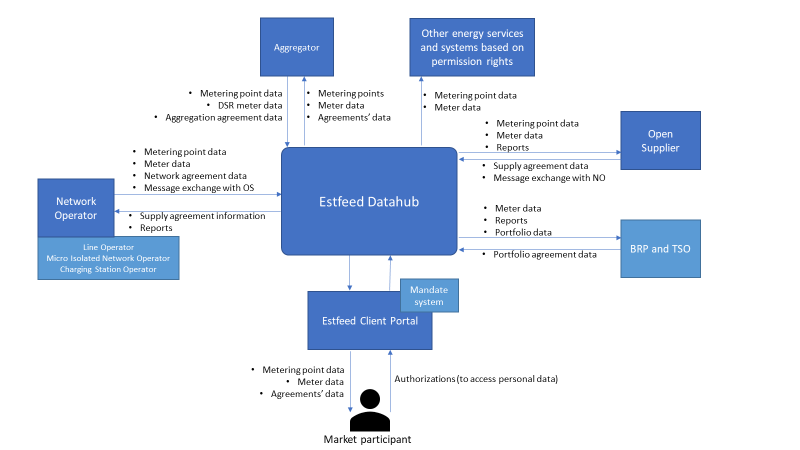 Aggregator
Other energy services
and systems based on
permission rights
• Metering point data
• DSR meter data
• Aggregation agreement data
• Metering points
• Meter data
• Agreements' data
• Metering point data
• Meter data
• Metering point data
• Meter data
• Reports
Open
Supplier
• Supply agreement data
• Message exchange with NO
• Metering point data
• Meter data
• Network agreement data
• Message exchange with OS
Estfeed Datahub
Network
Operator
• Supply agreement information
• Reports
Line Operator
Micro Isolated Network Operator
Charging Station Operator
• Meter data
• Reports
• Portfolio data
BRP and TSO
• Portfolio agreement data
Mandate
system
Estfeed Client Portal
• Metering point data
• Meter data
• Agreements' data
Authorizations (to access personal data)
Market participant